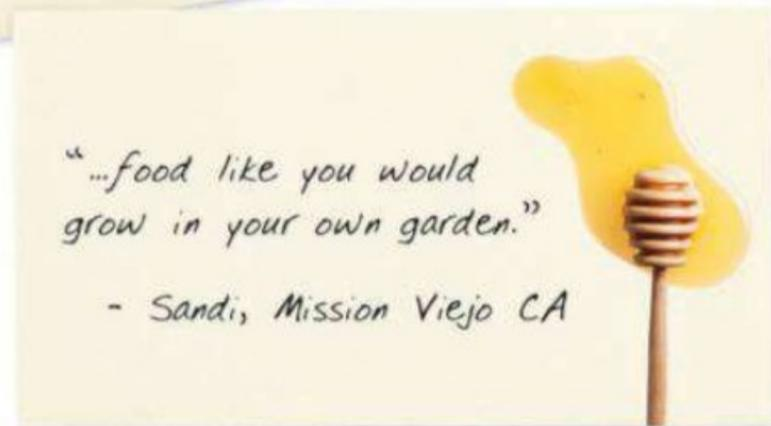 “...food like you would
grow in your own garden.”
- Sandi, Mission Viejo CA